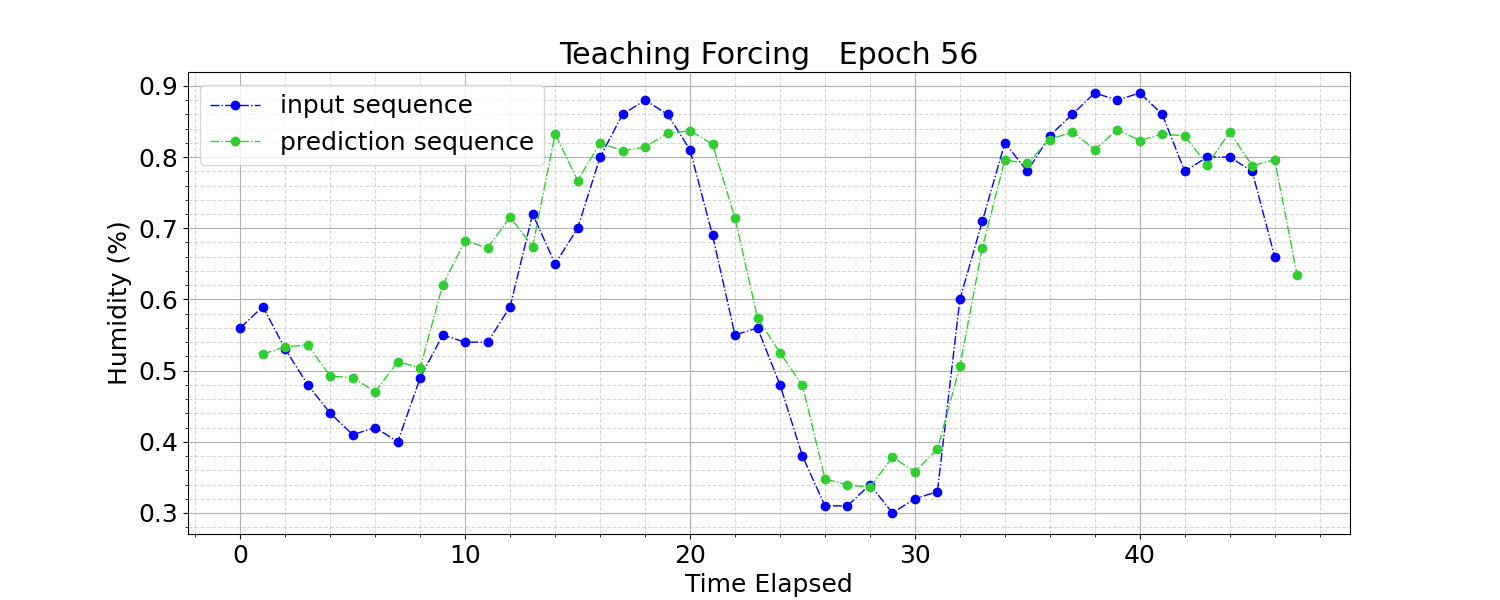 Teaching Forcing   Epoch 56
input sequence
prediction sequence
Humidity (%)
0.9
0.8
0.7
0.6
0.5
0.4
0.3
0 10 20 30 40
Time Elapsed